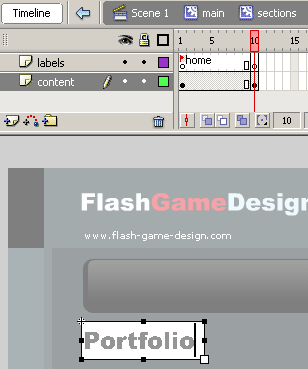 Timeline Scene 1 main sections
1 5 10 15
labels home
content
10
FlashGameDesign
www.flash-game-design.com
Portfolio